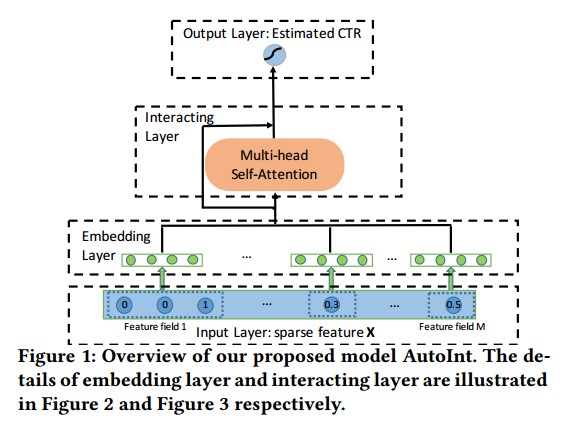 Output Layer: Estimated CTR
Interacting
Layer
Multi-head
Self-Attention
Embedding
Layer
... ...
0 0 1 ... 0.3 ... 0.5
Feature field 1 Feature field M
Input Layer: sparse feature X
Figure 1: Overview of our proposed model AutoInt. The de-
tails of embedding layer and interacting layer are illustrated
in Figure 2 and Figure 3 respectively.